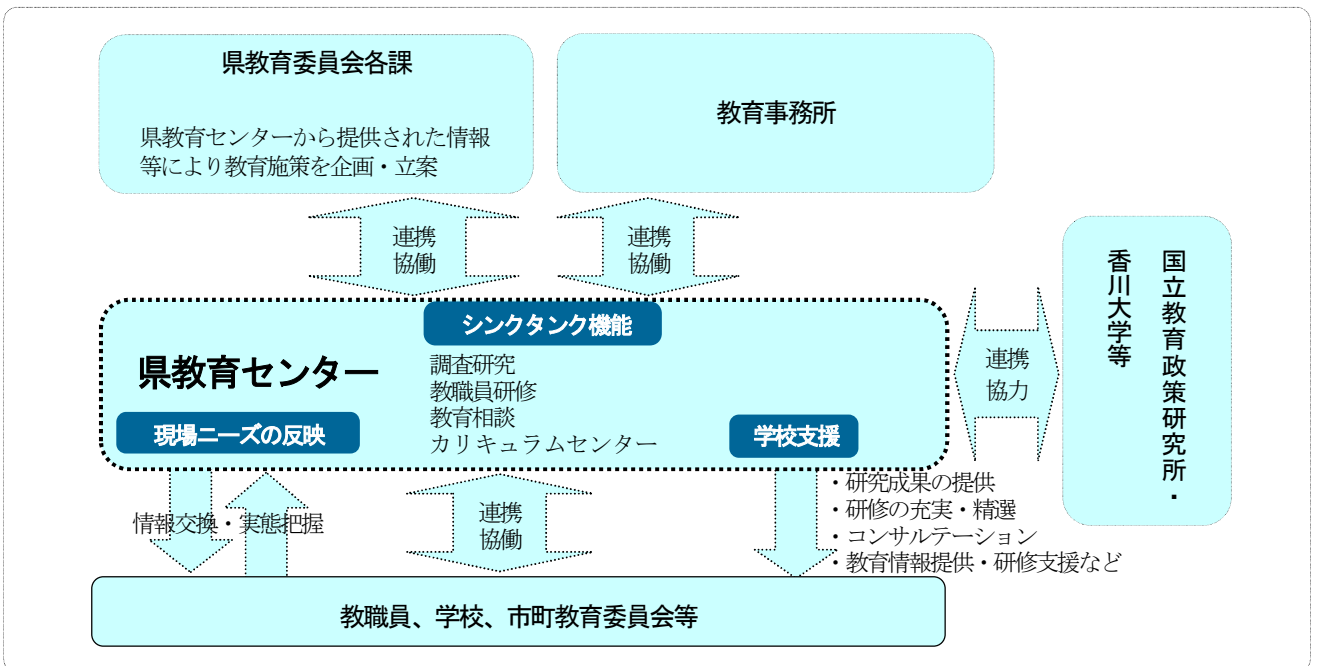 県教育委員会各課
県教育センターから提供された情報
等により教育施策を企画・立案
教育事務所
連携
協働
連携
協働
国立教育政策研究所・
香川大学等
シンクタンク機能
県教育センター
調査研究
教職員研修
教育相談
カリキュラムセンター
現場ニーズの反映
学校支援
連携
協力
情報交換・実態把握
連携
協働
・研究成果の提供
・研修の充実・精選
・コンサルテーション
・教育情報提供・研修支援など
教職員、学校、市町教育委員会等